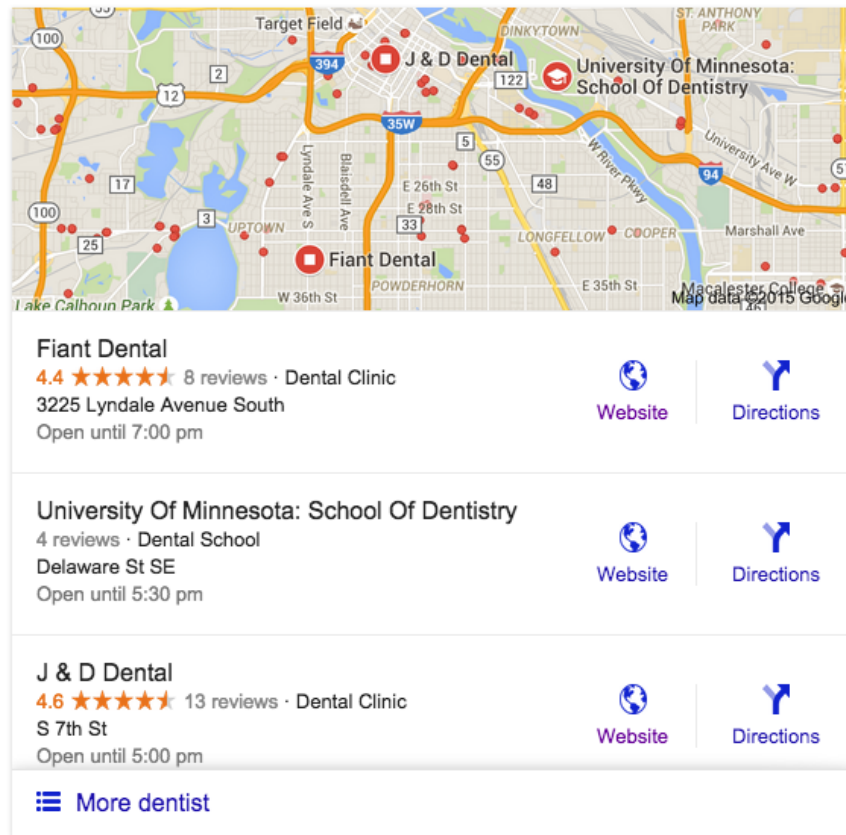 55
ST. ANTHONY
PARK
Target Field
DINKYTOWN
100
394
J & D Dental
2
122
University Of Minnesota:
School Of Dentistry
12
35W
5
University Ave W
55
W River Pkwy
94
51
Lyndale Ave S
Blaisdell Ave
17
E 26th St
48
100
3
E 28th St
UPTOWN
33
25
LONGFELLOW
COOPER
Marshall Ave
Fiant Dental
POWDERHORN
E 35th St
Macalester College
W 36th St
Lake Calhoun Park
46
Map data ©2015 Google
Fiant Dental
4.4 8 reviews · Dental Clinic
3225 Lyndale Avenue South
Open until 7:00 pm
Website
Directions
University Of Minnesota: School Of Dentistry
4 reviews · Dental School
Delaware St SE
Open until 5:30 pm
Website
Directions
J & D Dental
4.6 13 reviews · Dental Clinic
S 7th St
Open until 5:00 pm
Website
Directions
More dentist